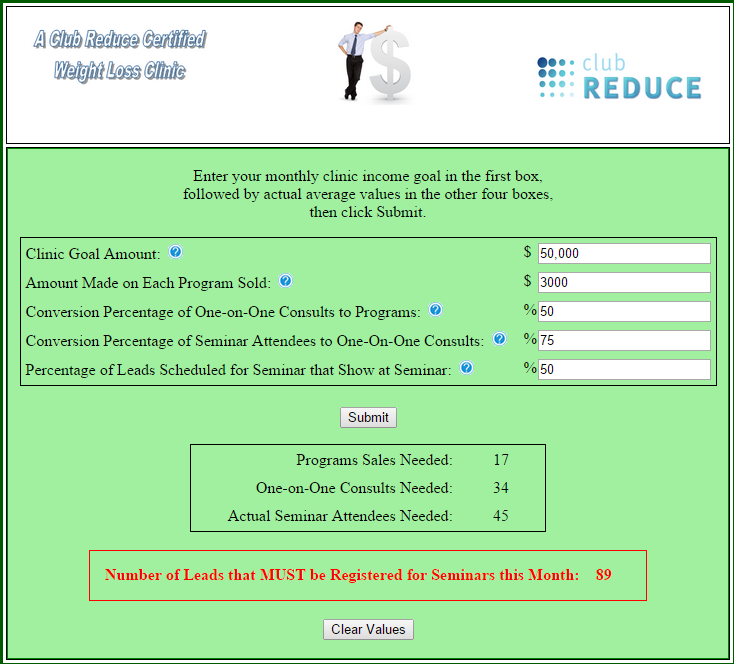 A Club Reduce Certified
Weight Loss Clinic
$
club
REDUCE
Enter your monthly clinic income goal in the first box,
followed by actual average values in the other four boxes,
then click Submit.
Clinic Goal Amount: ? $ 50,000
Amount Made on Each Program Sold: ? $ 3000
Conversion Percentage of One-on-One Consults to Programs: ? % 50
Conversion Percentage of Seminar Attendees to One-On-One Consults: ? % 75
Percentage of Leads Scheduled for Seminar that Show at Seminar: ? % 50
Submit
Programs Sales Needed: 17
One-on-One Consults Needed: 34
Actual Seminar Attendees Needed: 45
Number of Leads that MUST be Registered for Seminars this Month: 89
Clear Values